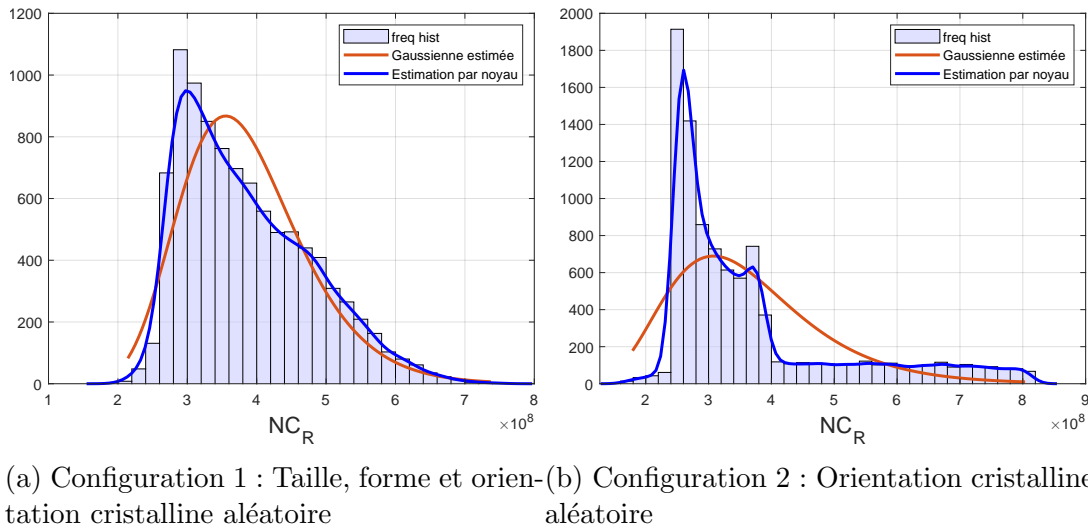 1200
1000
800
600
400
200
0
1 2 3 4 5 6 7 8
×10^8
NC_R
freq hist
Gaussienne estimée
Estimation par noyau
2000
1800
1600
1400
1200
1000
800
600
400
200
0
2 3 4 5 6 7 8 9
×10^8
NC_R
freq hist
Gaussienne estimée
Estimation par noyau
(a) Configuration 1 : Taille, forme et orien-
tation cristalline aléatoire
(b) Configuration 2 : Orientation cristalline
aléatoire